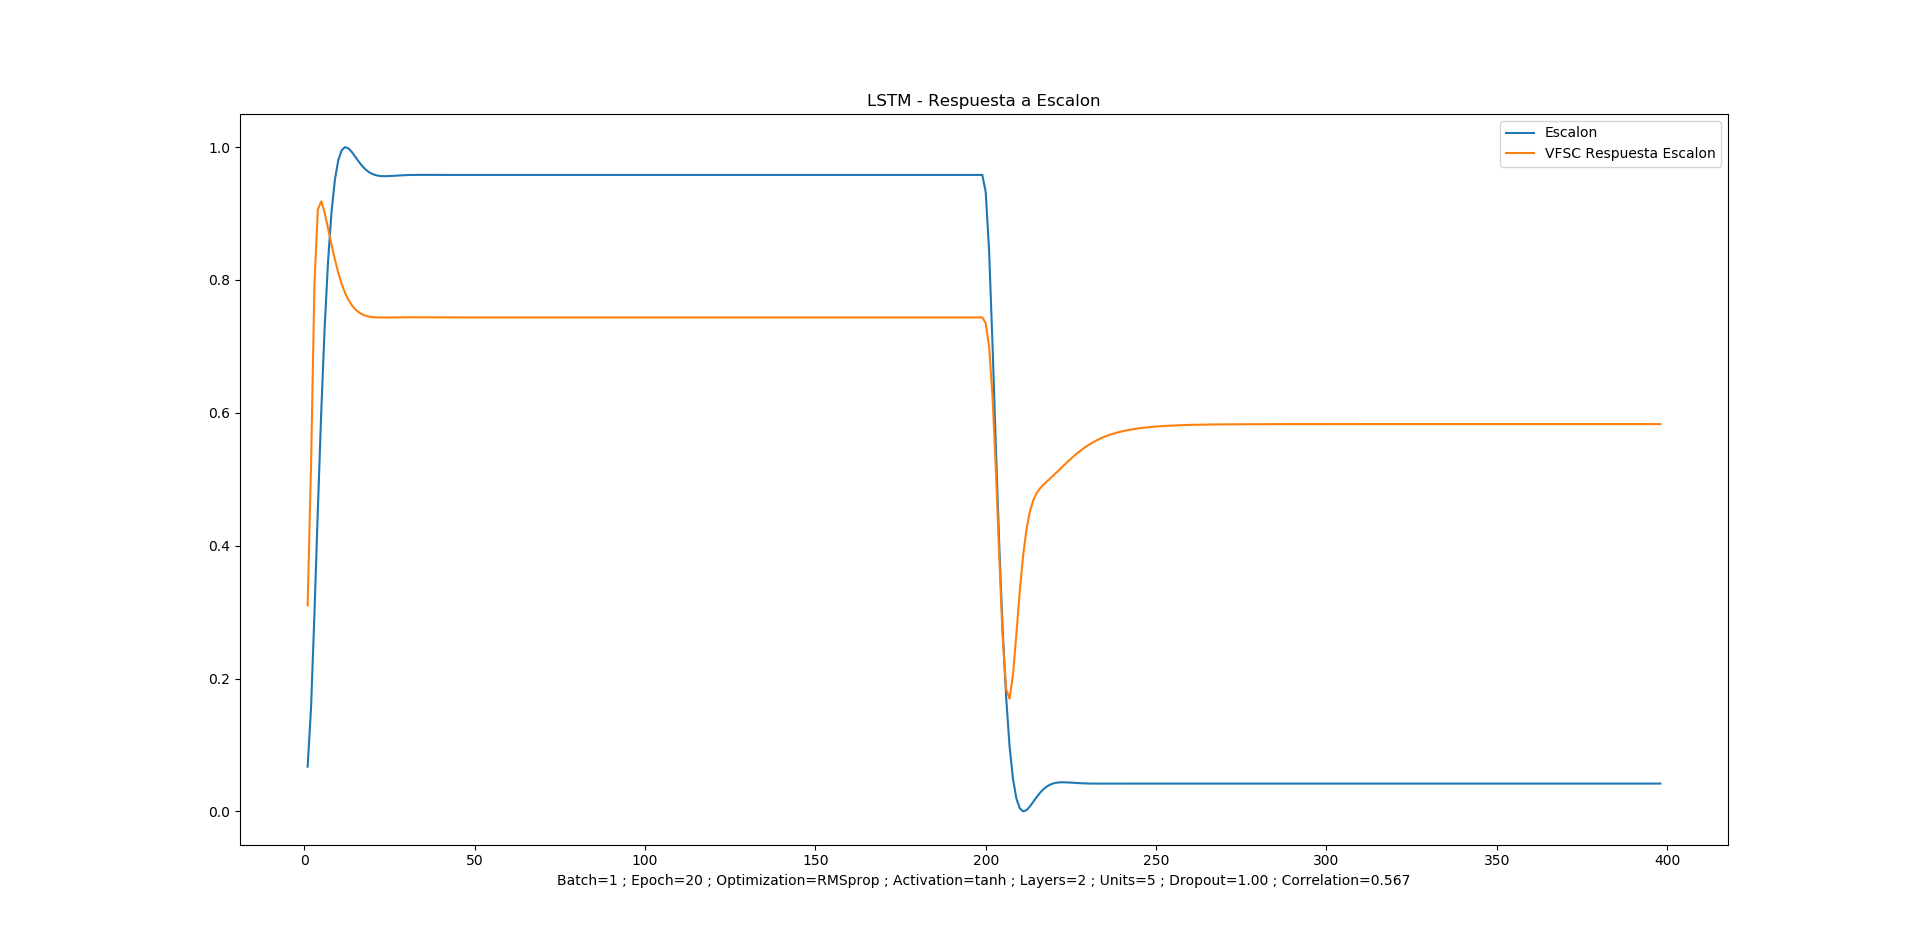 LSTM - Respuesta a Escalon
Escalon
VFSC Respuesta Escalon
1.0
0.8
0.6
0.4
0.2
0.0
0 50 100 150 200 250 300 350 400
Batch=1 ; Epoch=20 ; Optimization=RMSprop ; Activation=tanh ; Layers=2 ; Units=5 ; Dropout=1.00 ; Correlation=0.567